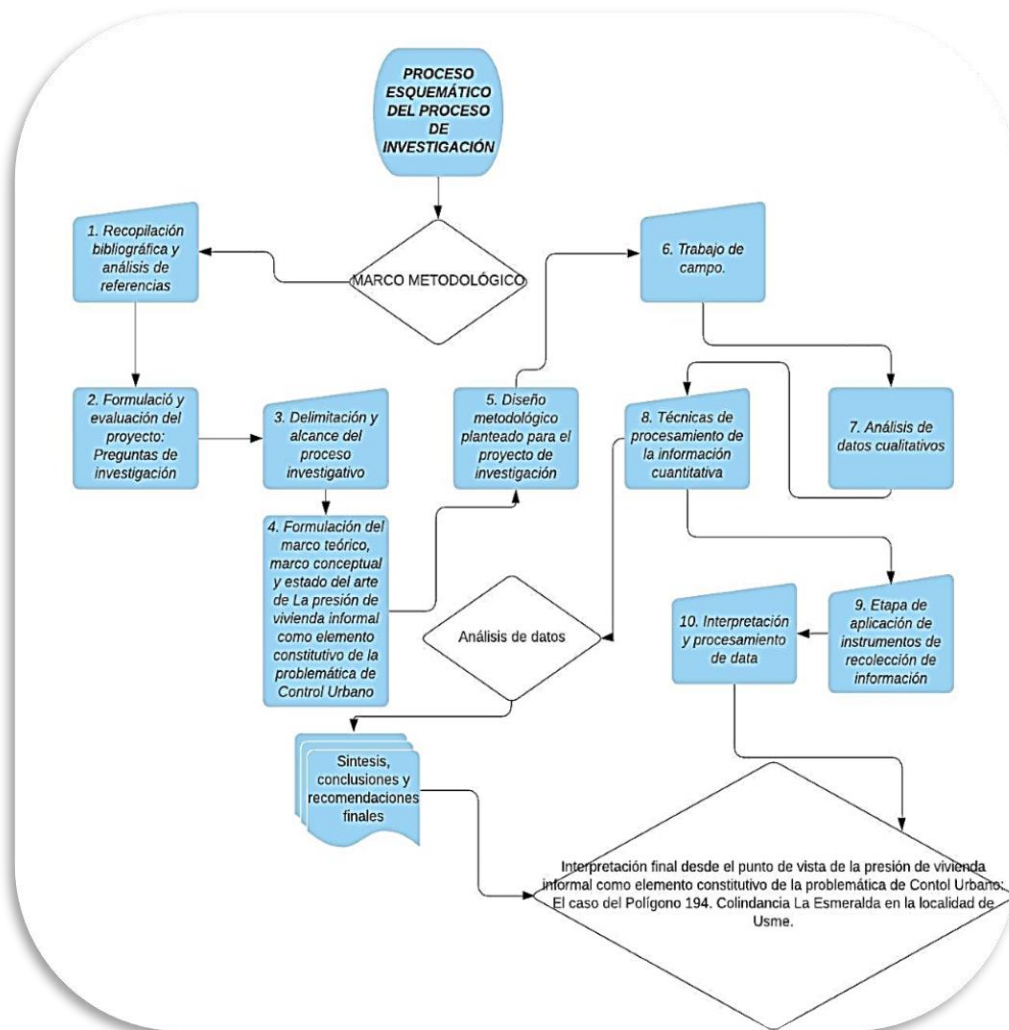 PROCESO
ESQUEMÁTICO
DEL PROCESO
DE
INVESTIGACIÓN
MARCO METODOLÓGICO
1. Recopilación
bibliográfica y
análisis de
referencias
2. Formulació y
evaluación del
proyecto:
Preguntas de
investigación
3. Delimitación y
alcance del
proceso
investigativo
4. Formulación del
marco teórico,
marco conceptual
y estado del arte
de La presión de
vivienda informal
como elemento
constitutivo de la
problemática de
Control Urbano
5. Diseño
metodológico
planteado para el
proyecto de
investigación
6. Trabajo de
campo.
7. Análisis de
datos cualitativos
8. Técnicas de
procesamiento de
la información
cuantitativa
9. Etapa de
aplicación de
instrumentos de
recolección de
información
10. Interpretación
y procesamiento
de data
Análisis de datos
Sintesis,
conclusiones y
recomendaciones
finales
Interpretación final desde el punto de vista de la presión de vivienda
informal como elemento constitutivo de la problemática de Contol Urbano:
El caso del Polígono 194. Colindancia La Esmeralda en la localidad de
Usme.